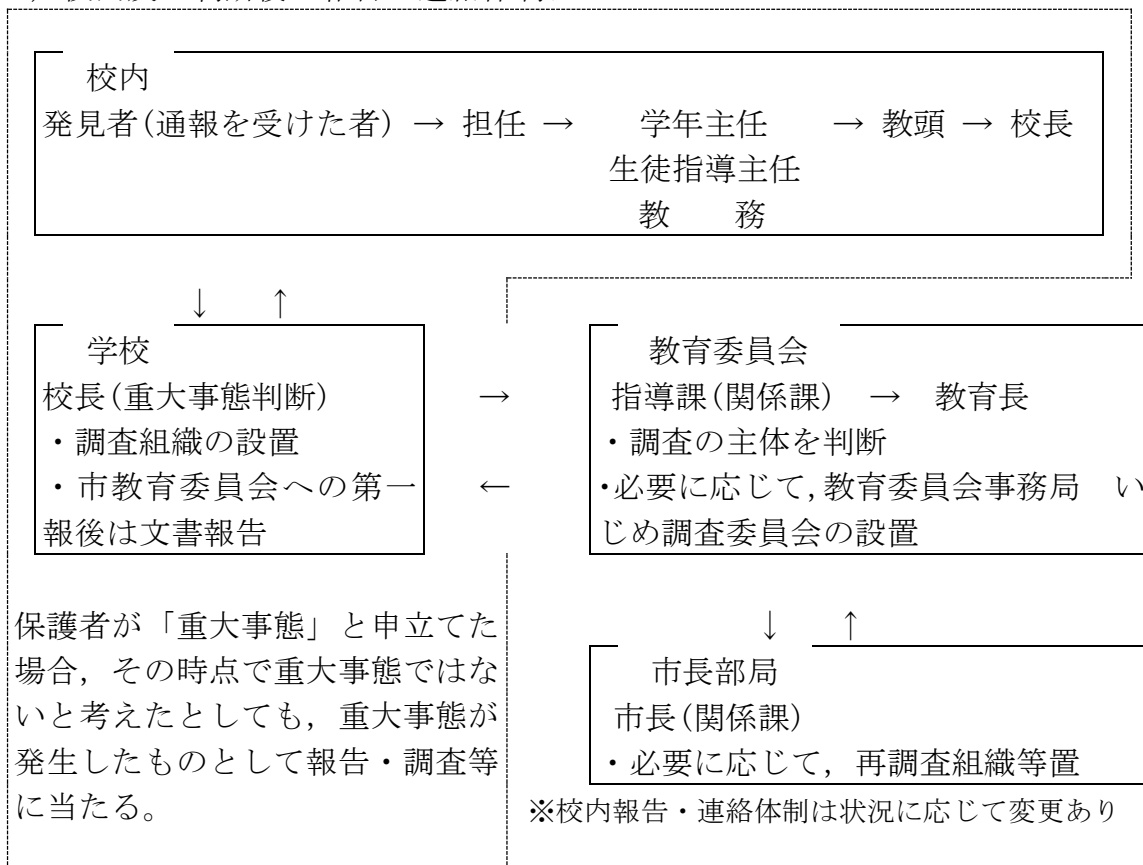 校内
発見者(通報を受けた者) → 担任 → 学年主任 → 教頭 → 校長
生徒指導主任
教　　務
↓　↑
学校
校長(重大事態判断)
・調査組織の設置
・市教育委員会への第一
報後は文書報告
→
←
教育委員会
指導課(関係課) → 教育長
・調査の主体を判断
・必要に応じて,教育委員会事務局　い
じめ調査委員会の設置
保護者が「重大事態」と申立てた
場合，その時点で重大事態ではな
いと考えたとしても，重大事態が
発生したものとして報告・調査等
に当たる。
↓　↑
市長部局
市長(関係課)
・必要に応じて，再調査組織等置
※校内報告・連絡体制は状況に応じて変更あり